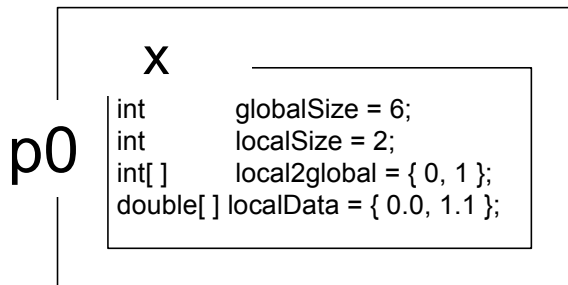 x
p0
int globalSize = 6;
int localSize = 2;
int[ ] local2global = { 0, 1 };
double[ ] localData = { 0.0, 1.1 };